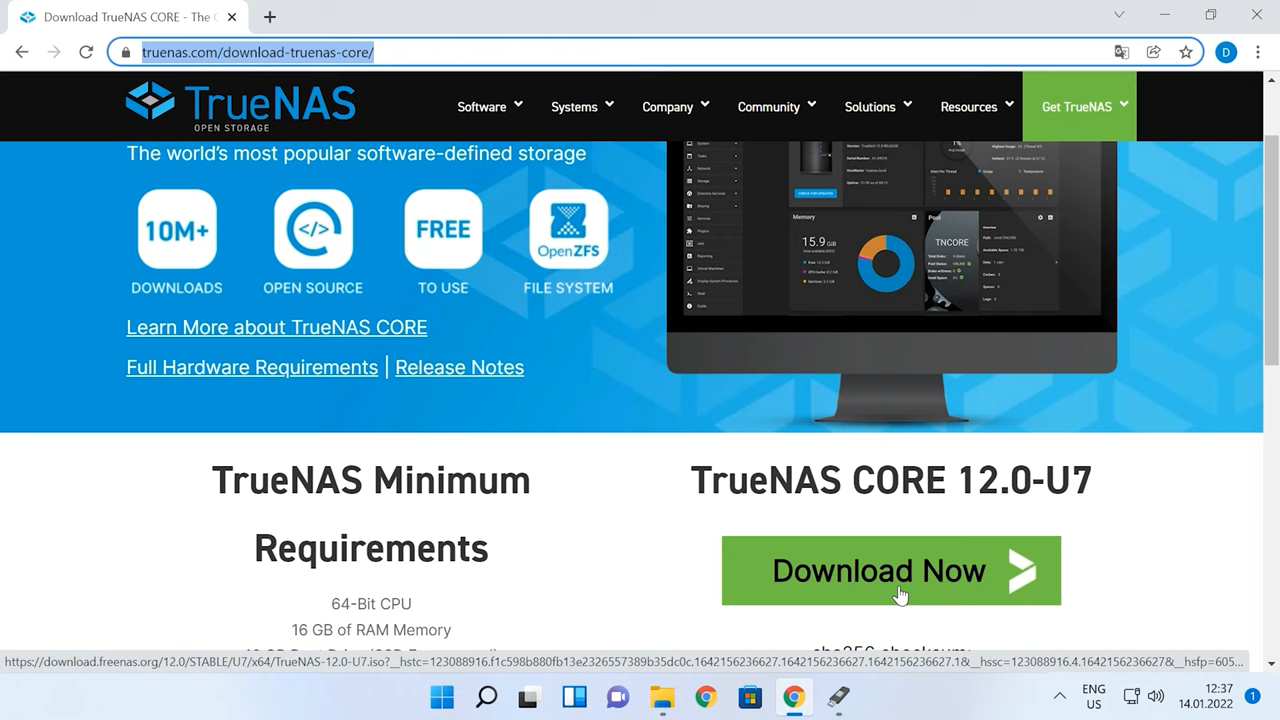 Download TrueNAS CORE - The
truenas.com/download-truenas-core/
D
TrueNAS
OPEN STORAGE
Software
Systems
Company
Community
Solutions
Resources
Get TrueNAS
The world's most popular software-defined storage
10M+
FREE
OpenZFS
DOWNLOADS
OPEN SOURCE
TO USE
FILE SYSTEM
Learn More about TrueNAS CORE
Full Hardware Requirements | Release Notes
Memory
15.9 GiB
Pool
TNCORE
TrueNAS Minimum
Requirements
64-Bit CPU
16 GB of RAM Memory
TrueNAS CORE 12.0-U7
Download Now
https://download.freenas.org/12.0/STABLE/U7/x64/TrueNAS-12.0-U7.iso?__hstc=123088916.f1c598b880fb13e2326557389b35dc0c.1642156236627.1642156236627.1642156236627.1&__hssc=123088916.4.1642156236627&__hsfp=605...
ENG
US
12:37
14.01.2022
1